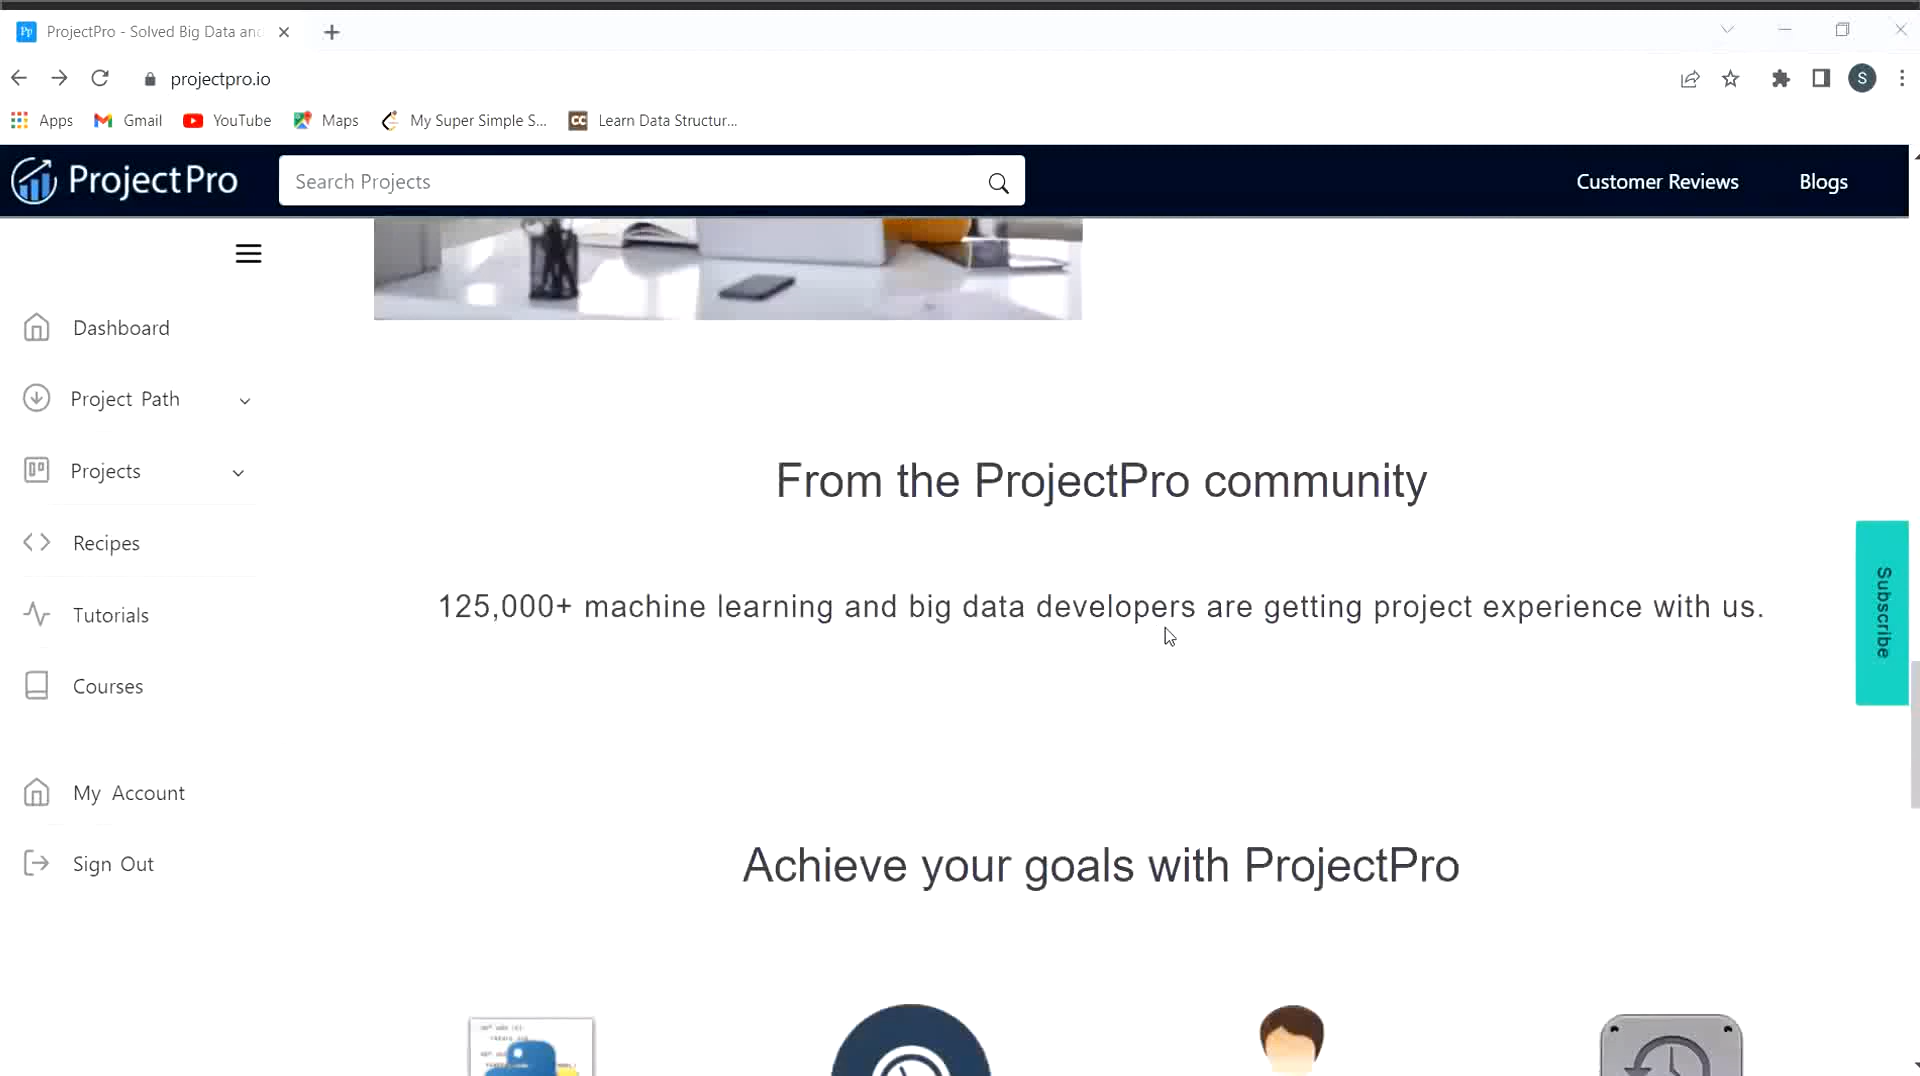 ProjectPro - Solved Big Data and
projectpro.io
S
Apps
Gmail
YouTube
Maps
My Super Simple S...
CC
Learn Data Structur...
ProjectPro
Search Projects
Customer Reviews
Blogs
Dashboard
Project Path
Projects
Recipes
Tutorials
Courses
My Account
Sign Out
From the ProjectPro community
125,000+ machine learning and big data developers are getting project experience with us.
Subscribe
Achieve your goals with ProjectPro